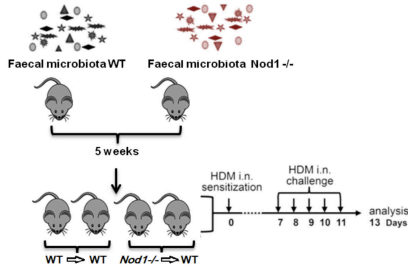 Faecal microbiota WT
Faecal microbiota Nod1 -/-
5 weeks
HDM i.n.
sensitization
HDM i.n.
challenge
0
7 8 9 10 11
analysis
13 Days
WT ⇨ WT
Nod1-/- ⇨ WT